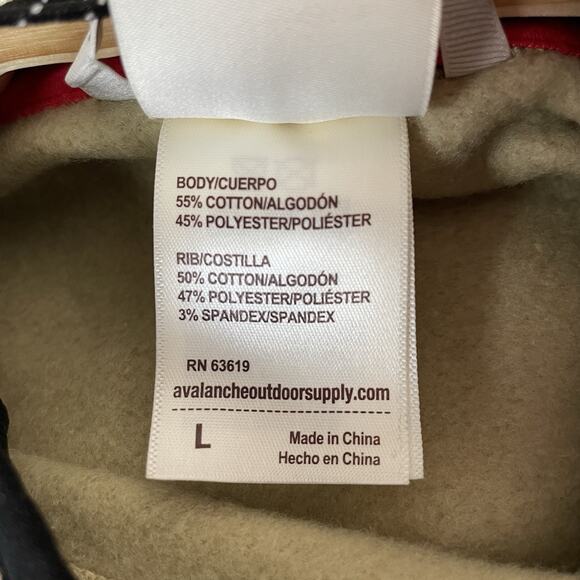 BODY/CUERPO
55% COTTON/ALGODÓN
45% POLYESTER/POLIÉSTER
RIB/COSTILLA
50% COTTON/ALGODÓN
47% POLYESTER/POLIÉSTER
3% SPANDEX/SPANDEX
RN 63619
avalancheoutdoorsupply.com
L
Made in China
Hecho en China